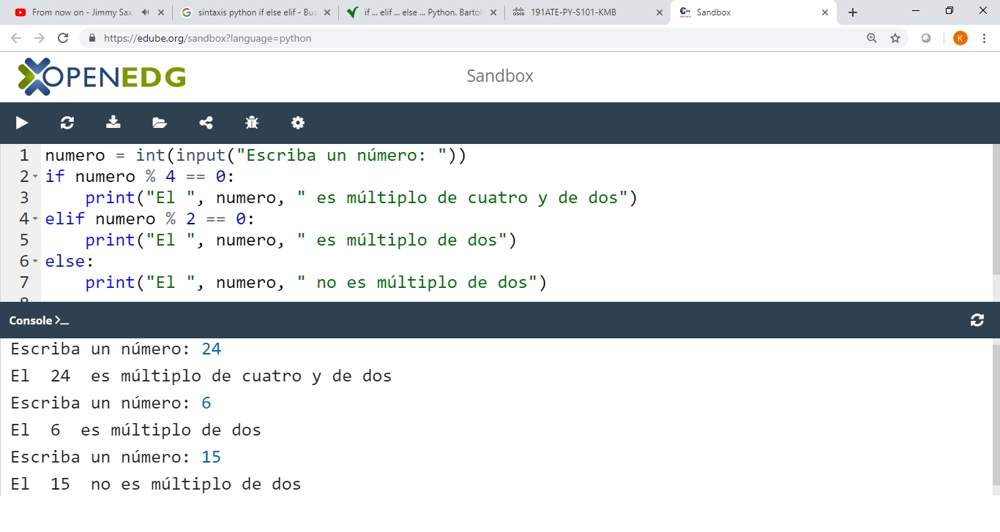 From now on - Jimmy Sax
sintaxis python if else elif - Bus
if ... elif ... else ... Python. Bartol
cisco 191ATE-PY-S101-KMB
Sandbox
https://edube.org/sandbox?language=python
K
OPENEDG
Sandbox
1 numero = int(input("Escriba un número: "))
2 if numero % 4 == 0:
3     print("El ", numero, " es múltiplo de cuatro y de dos")
4 elif numero % 2 == 0:
5     print("El ", numero, " es múltiplo de dos")
6 else:
7     print("El ", numero, " no es múltiplo de dos")
8
Console >_
Escriba un número: 24
El  24  es múltiplo de cuatro y de dos
Escriba un número: 6
El  6  es múltiplo de dos
Escriba un número: 15
El  15  no es múltiplo de dos